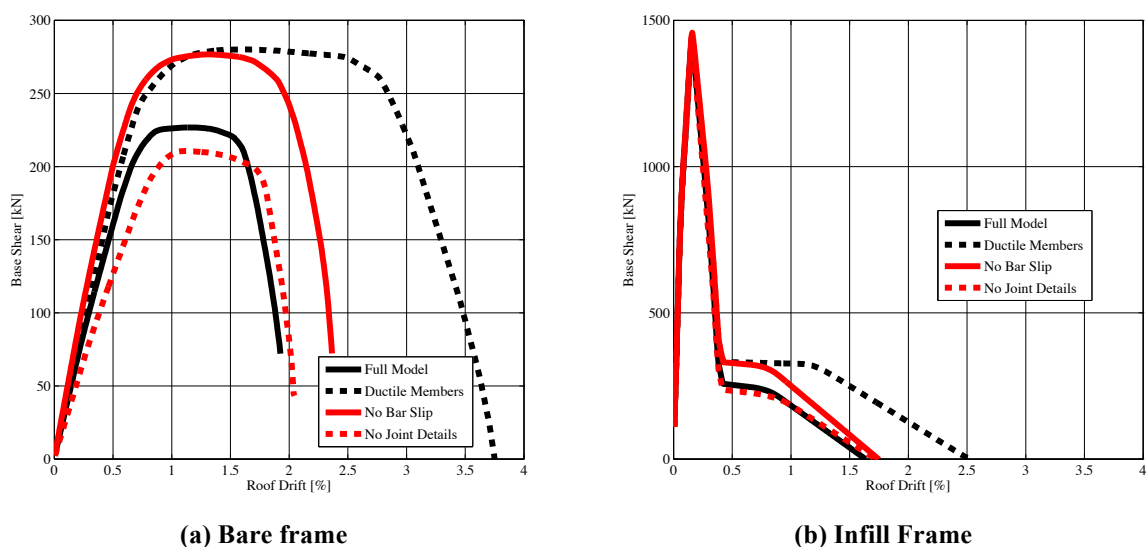 300
250
200
150
100
50
0
Base Shear [kN]
0 0.5 1 1.5 2 2.5 3 3.5 4
Roof Drift [%]
Full Model
Ductile Members
No Bar Slip
No Joint Details
(a) Bare frame
1500
1000
500
0
Base Shear [kN]
0 0.5 1 1.5 2 2.5 3 3.5 4
Roof Drift [%]
Full Model
Ductile Members
No Bar Slip
No Joint Details
(b) Infill Frame